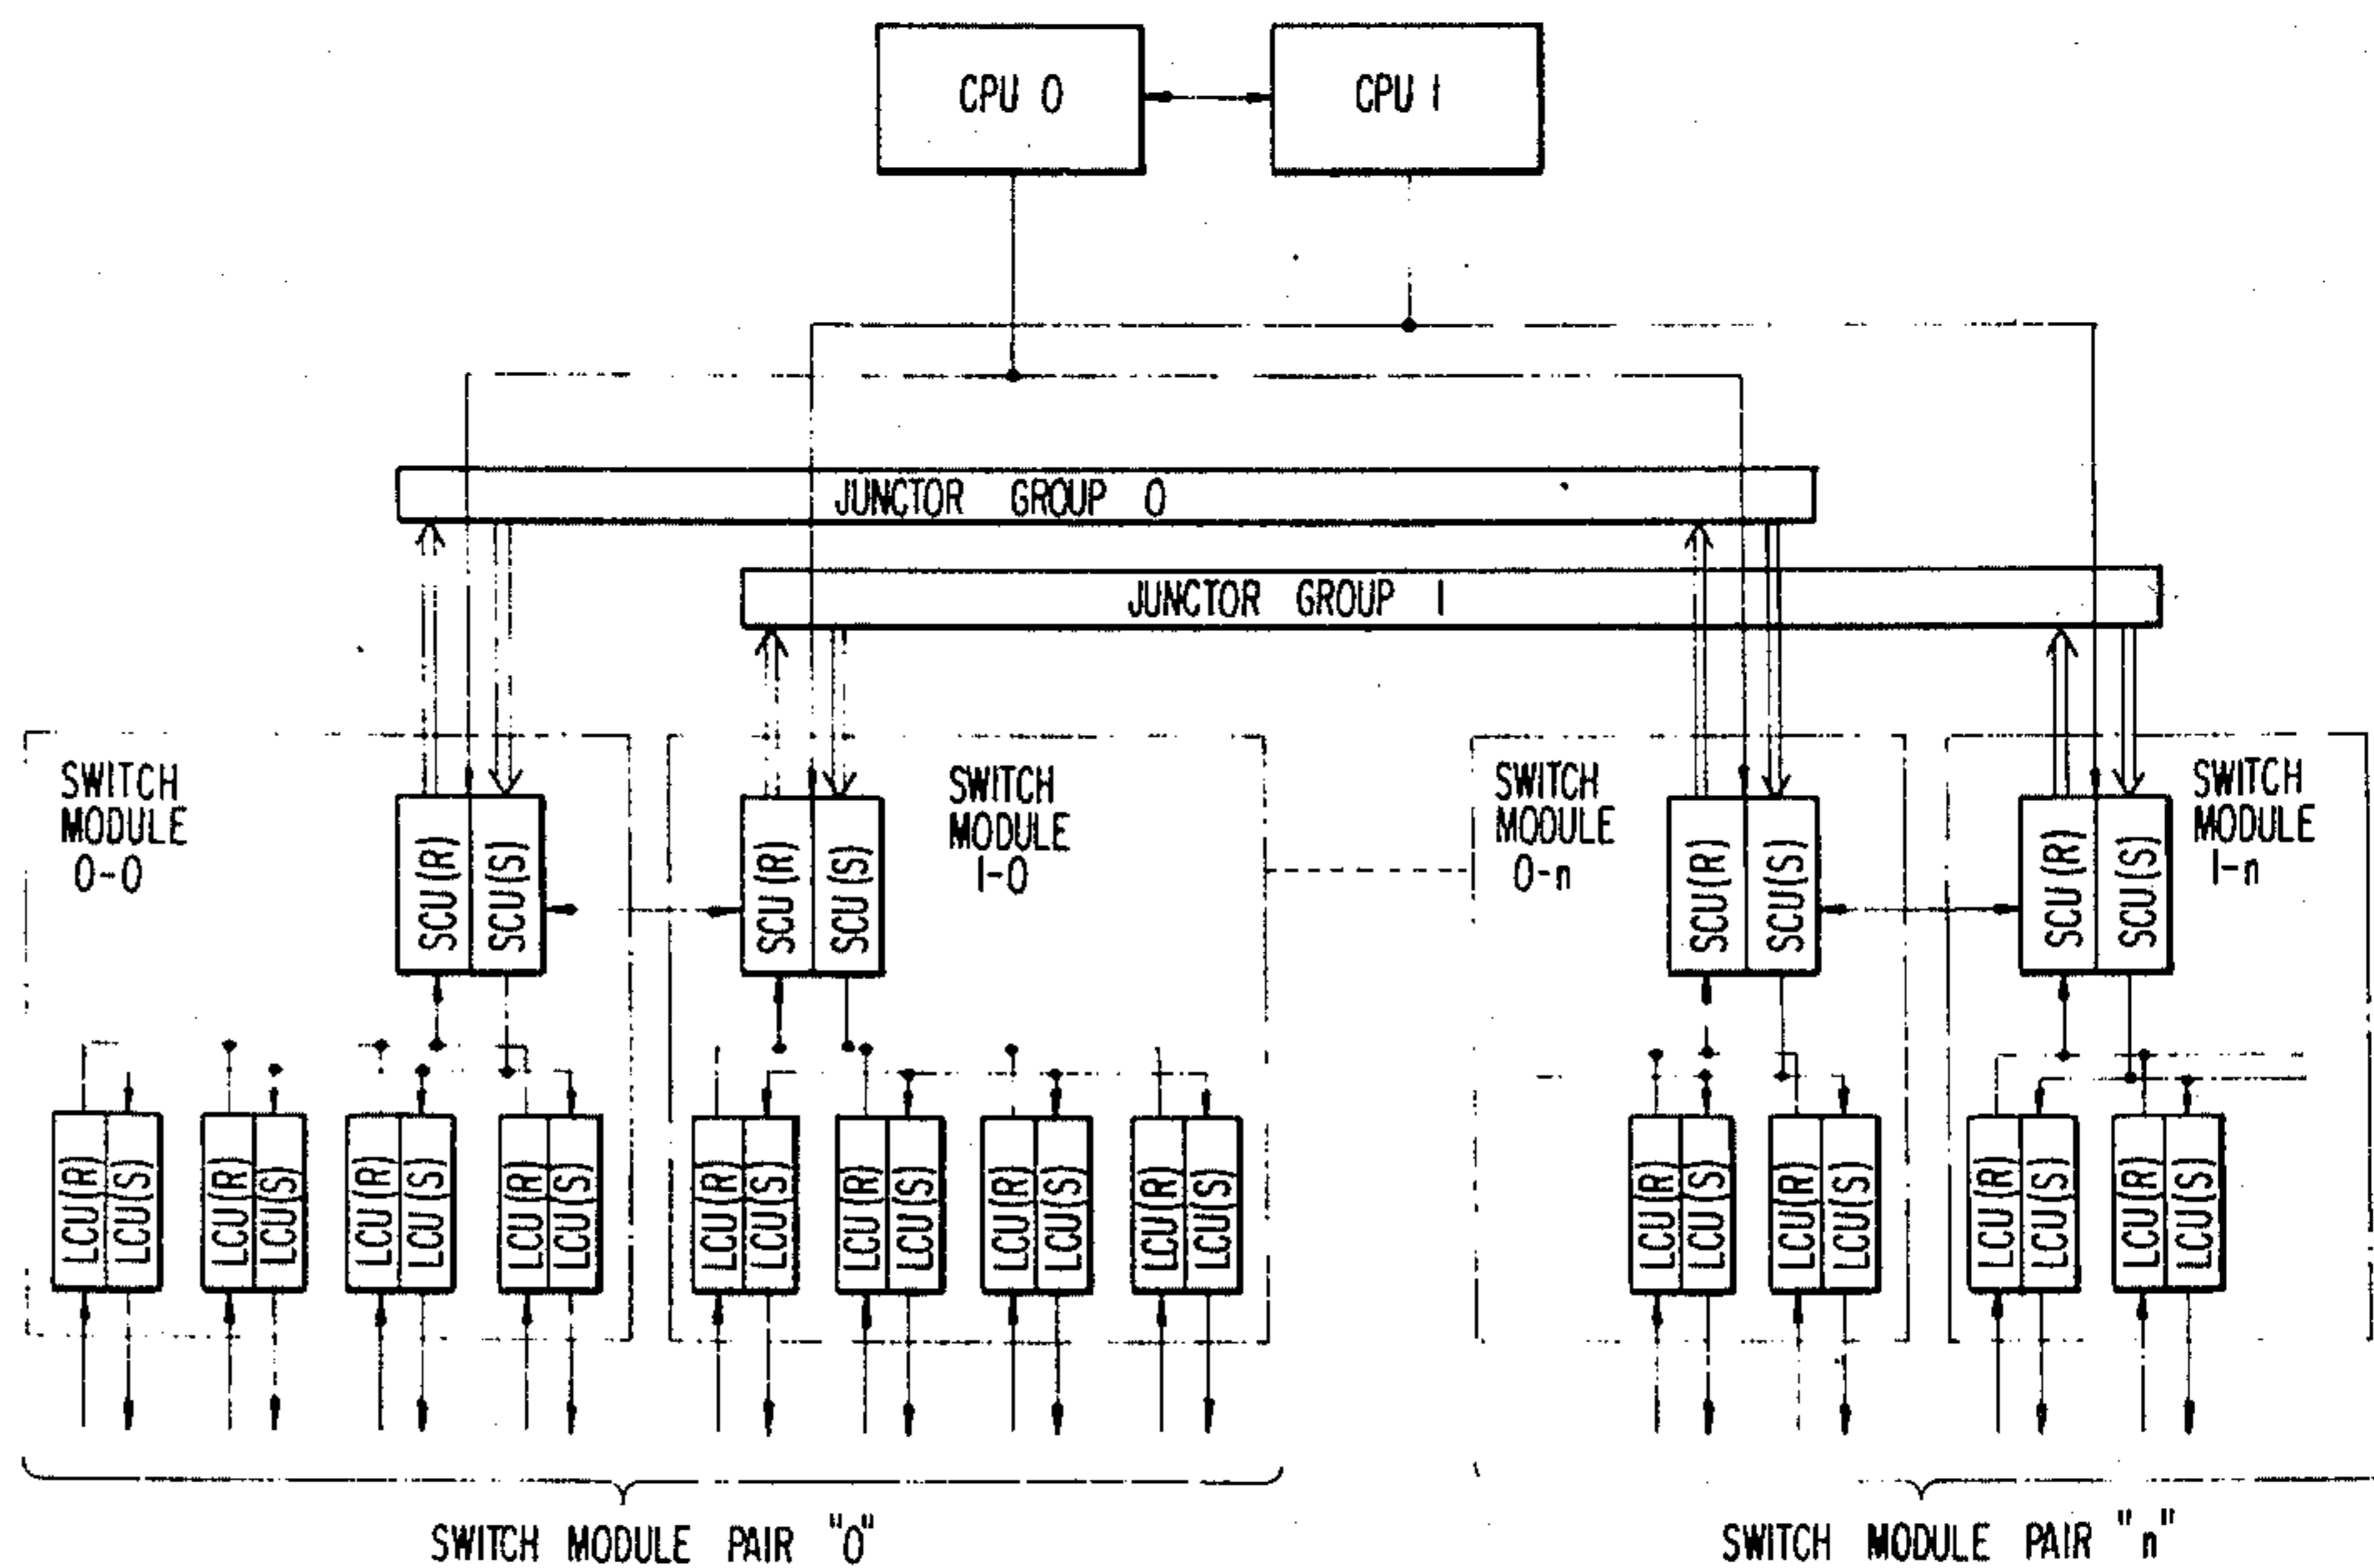 CPU 0
CPU 1
JUNCTOR GROUP 0
JUNCTOR GROUP 1
SWITCH
MODULE
0-0
SCU(R)
SCU(S)
SCU(R)
SCU(S)
SWITCH
MODULE
1-0
SWITCH
MODULE
0-n
SCU(R)
SCU(S)
SCU(R)
SCU(S)
SWITCH
MODULE
1-n
LCU(R)
LCU(S)
LCU(R)
LCU(S)
LCU(R)
LCU(S)
LCU(R)
LCU(S)
LCU(R)
LCU(S)
LCU(R)
LCU(S)
LCU(R)
LCU(S)
LCU(R)
LCU(S)
LCU(R)
LCU(S)
LCU(R)
LCU(S)
LCU(R)
LCU(S)
LCU(R)
LCU(S)
SWITCH MODULE PAIR "0"
SWITCH MODULE PAIR "n"